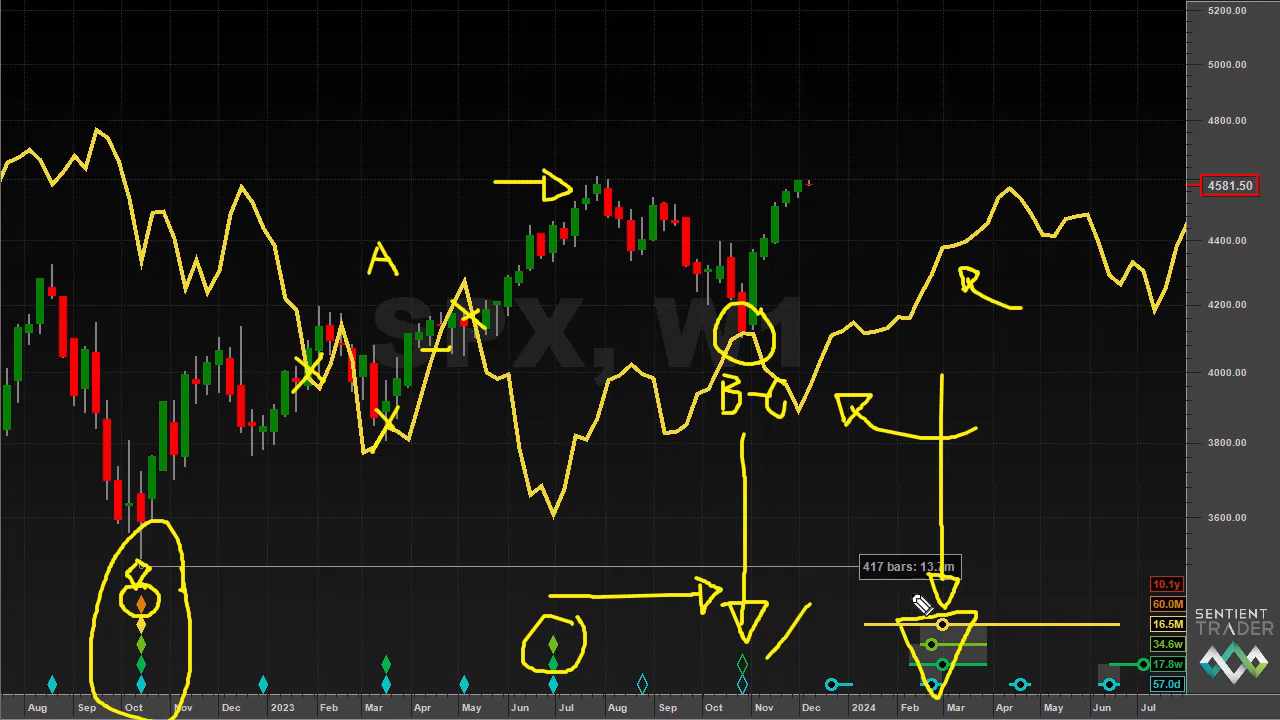 5200.00
5000.00
4800.00
4581.50
4400.00
4200.00
4000.00
3800.00
3600.00
SPX, W1
A
B-C
417 bars: 13.7m
10.1y
60.0M
16.5M
34.6w
17.8w
57.0d
SENTIENT
TRADER
Aug Sep Oct Nov Dec 2023 Feb Mar Apr May Jun Jul Aug Sep Oct Nov Dec 2024 Feb Mar Apr May Jun Jul